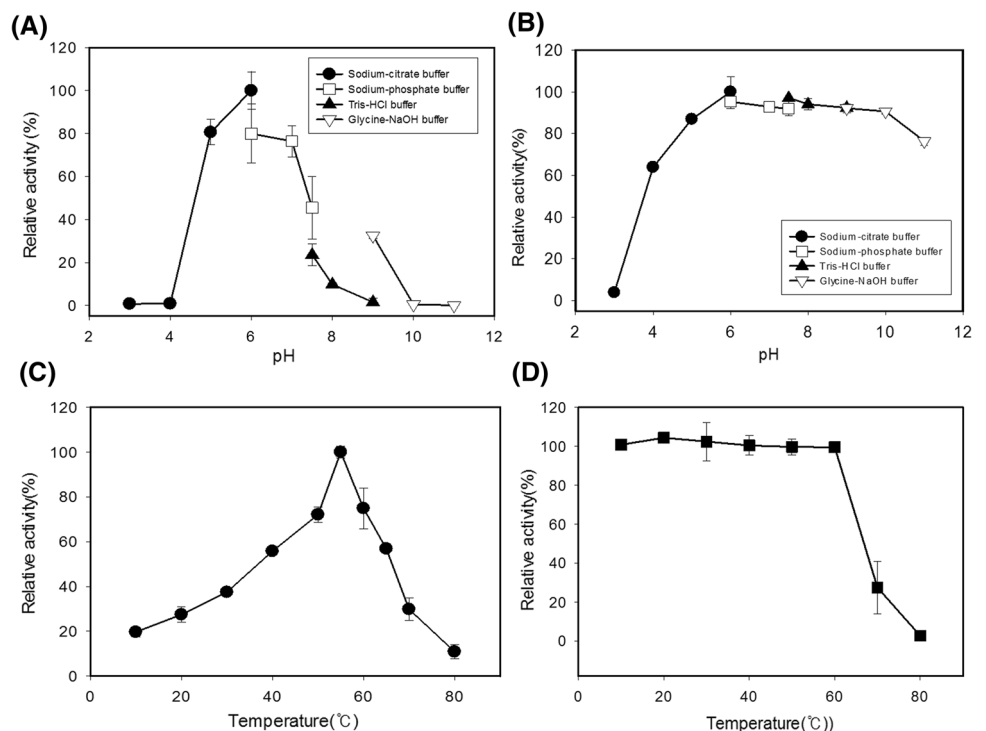 (A)
Relative activity (%)
120
100
80
60
40
20
0
2 4 6 8 10 12
pH
Sodium-citrate buffer
Sodium-phosphate buffer
Tris-HCl buffer
Glycine-NaOH buffer
(B)
Relative activity(%)
120
100
80
60
40
20
0
2 4 6 8 10 12
pH
Sodium-citrate buffer
Sodium-phosphate buffer
Tris-HCl buffer
Glycine-NaOH buffer
(C)
Relative activity(%)
120
100
80
60
40
20
0
0 20 40 60 80
Temperature(℃)
(D)
Relative activity(%)
120
100
80
60
40
20
0
0 20 40 60 80
Temperature(℃))